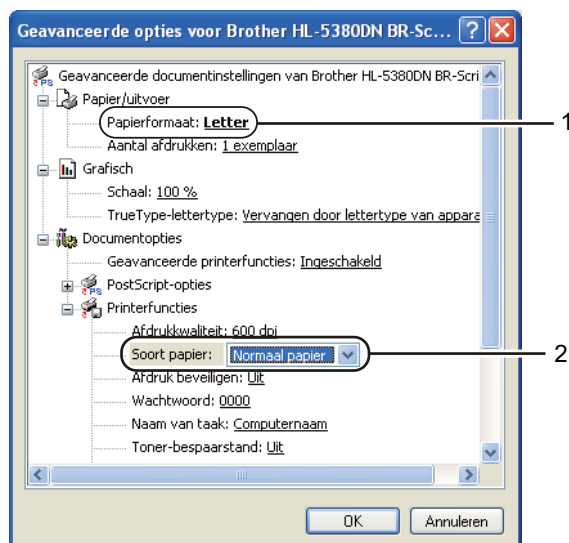 Geavanceerde opties voor Brother HL-5380DN BR-Sc...
Geavanceerde documentinstellingen van Brother HL-5380DN BR-Scri
Papier/uitvoer
Papierformaat: Letter
1
Aantal afdrukken: 1 exemplaar
Grafisch
Schaal: 100 %
TrueType-lettertype: Vervangen door lettertype van appara
Documentopties
Geavanceerde printerfuncties: Ingeschakeld
PostScript-opties
Printerfuncties
Afdrukkwaliteit: 600 dpi
Soort papier: Normaal papier
2
Afdruk beveiligen: Uit
Wachtwoord: 0000
Naam van taak: Computernaam
Toner-bespaarstand: Uit
OK
Annuleren